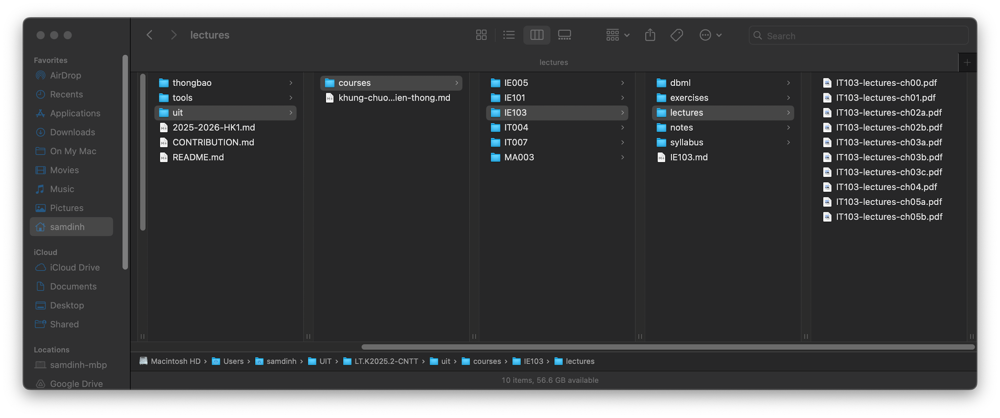 lectures
Search
lectures
Favorites
AirDrop
Recents
Applications
Downloads
On My Mac
Movies
Music
Pictures
samdinh
iCloud
iCloud Drive
Documents
Desktop
Shared
Locations
samdinh-mbp
Google Drive
thongbao
tools
uit
2025-2026-HK1.md
CONTRIBUTION.md
README.md
courses
khung-chuo...ien-thong.md
IE005
IE101
IE103
IT004
IT007
MA003
dbml
exercises
lectures
notes
syllabus
IE103.md
IT103-lectures-ch00.pdf
IT103-lectures-ch01.pdf
IT103-lectures-ch02a.pdf
IT103-lectures-ch02b.pdf
IT103-lectures-ch03a.pdf
IT103-lectures-ch03b.pdf
IT103-lectures-ch03c.pdf
IT103-lectures-ch04.pdf
IT103-lectures-ch05a.pdf
IT103-lectures-ch05b.pdf
Macintosh HD › Users › samdinh › UIT › LT.K2025.2-CNTT › uit › courses › IE103 › lectures
10 items, 56.6 GB available